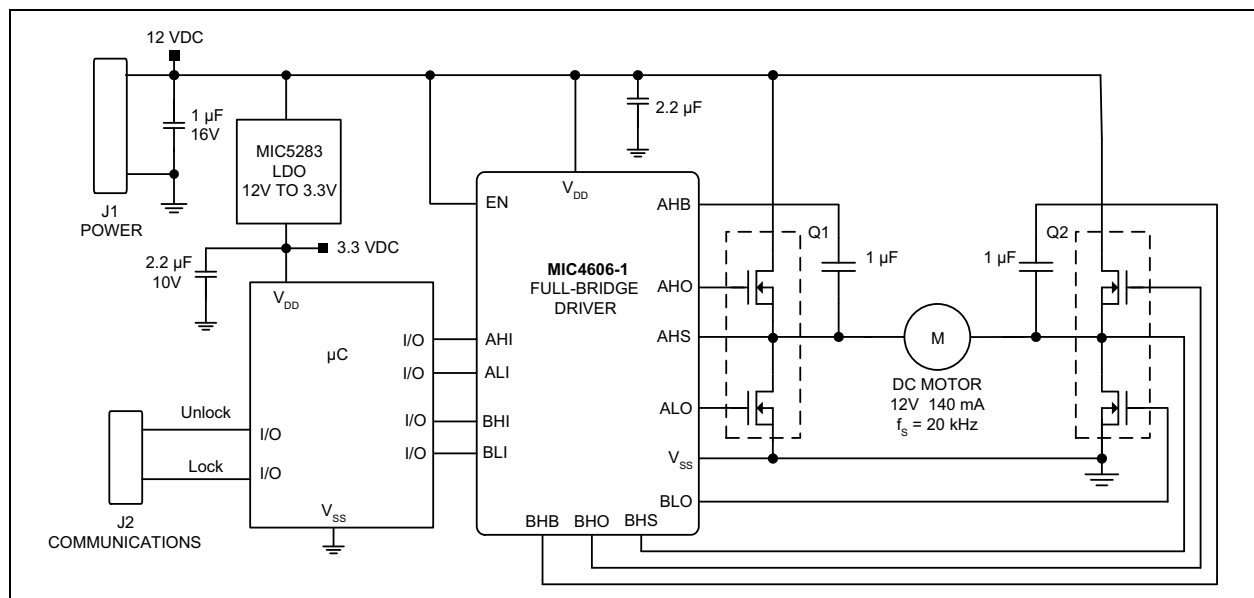 12 VDC
1 µF
16V
J1
POWER
MIC5283
LDO
12V TO 3.3V
2.2 µF
10V
3.3 VDC
2.2 µF
V_DD
EN
AHB
MIC4606-1
FULL-BRIDGE
DRIVER
AHO
AHS
ALO
V_SS
BLO
AHI
ALI
BHI
BLI
BHB
BHO
BHS
V_DD
µC
I/O
I/O
I/O
I/O
I/O
I/O
V_SS
Unlock
Lock
J2
COMMUNICATIONS
Q1
1 µF
1 µF
Q2
M
DC MOTOR
12V 140 mA
f_S = 20 kHz